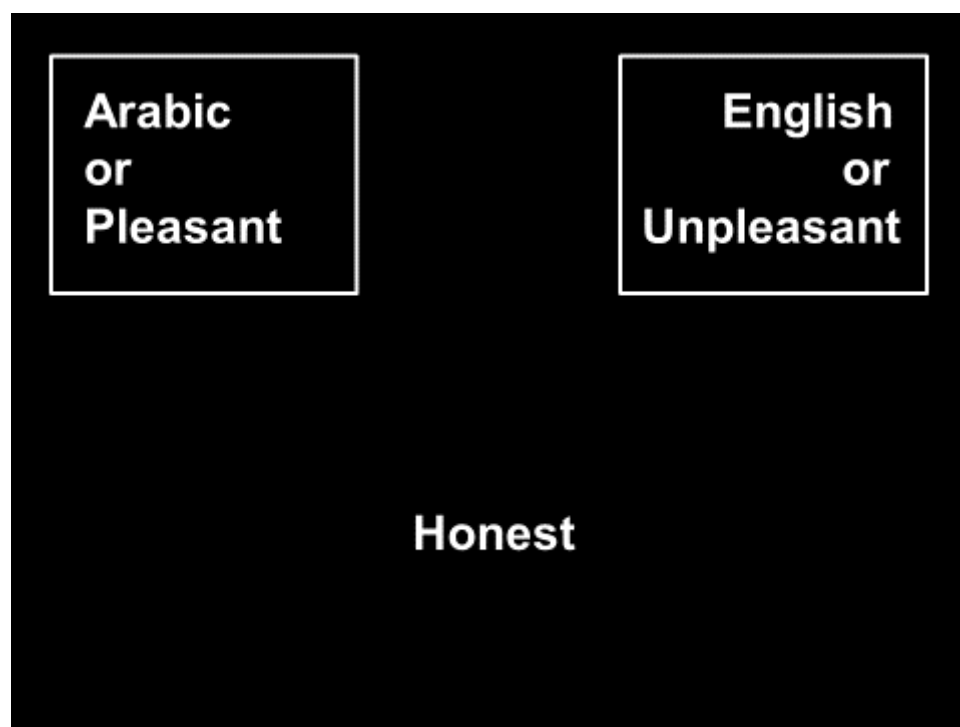 Arabic
or
Pleasant
English
or
Unpleasant
Honest